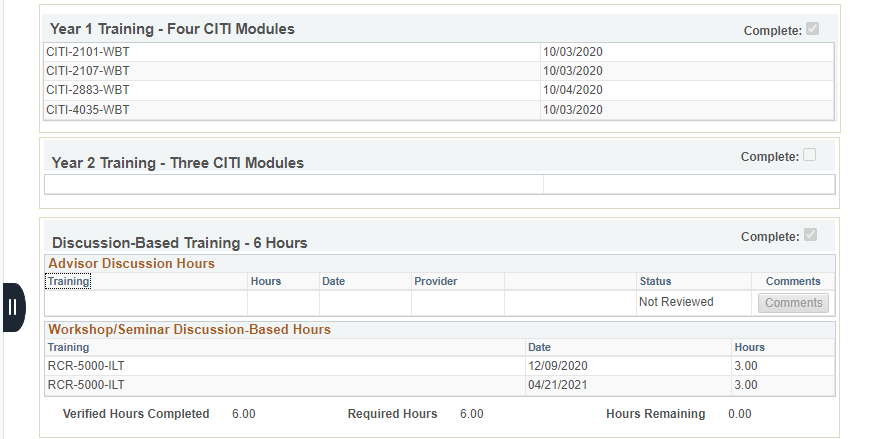 Year 1 Training - Four CITI Modules Complete:
CITI-2101-WBT 10/03/2020
CITI-2107-WBT 10/03/2020
CITI-2883-WBT 10/04/2020
CITI-4035-WBT 10/03/2020
Year 2 Training - Three CITI Modules Complete:
Discussion-Based Training - 6 Hours Complete:
Advisor Discussion Hours
Training Hours Date Provider Status Comments
Not Reviewed Comments
Workshop/Seminar Discussion-Based Hours
Training Date Hours
RCR-5000-ILT 12/09/2020 3.00
RCR-5000-ILT 04/21/2021 3.00
Verified Hours Completed 6.00 Required Hours 6.00 Hours Remaining 0.00